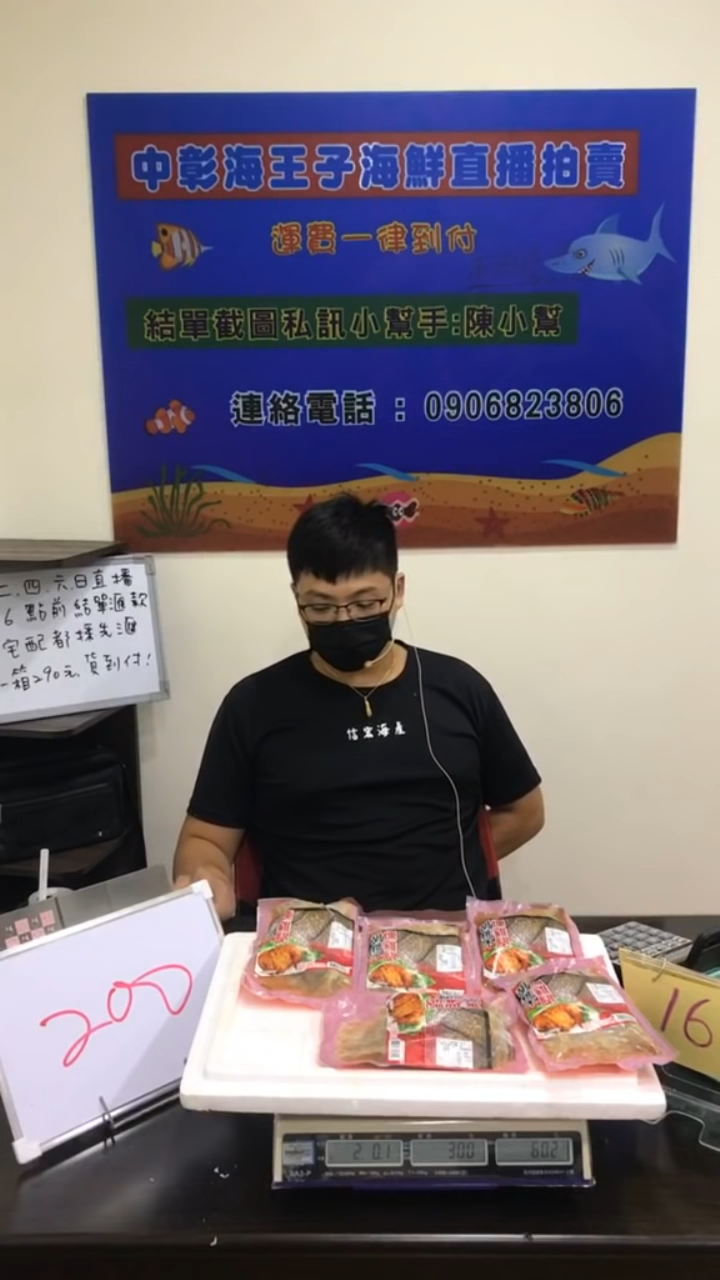 中彰海王子海鮮直播拍賣
運費一律到付
結單截圖私訊小幫手:陳小幫
連絡電話 : 0906823806
二.四.六.日直播
6點前結單匯款
宅配都採先匯
一箱290元.貨到付!
信宏海產
200
16
2.01
300
602